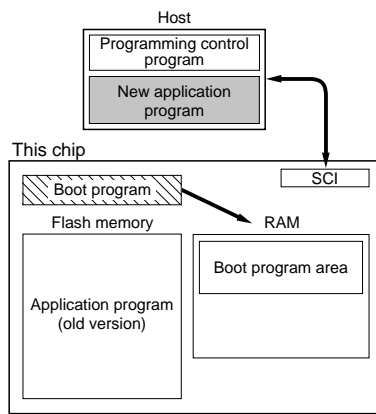 Host
Programming control
program
New application
program
This chip
SCI
Boot program
Flash memory
RAM
Boot program area
Application program
(old version)